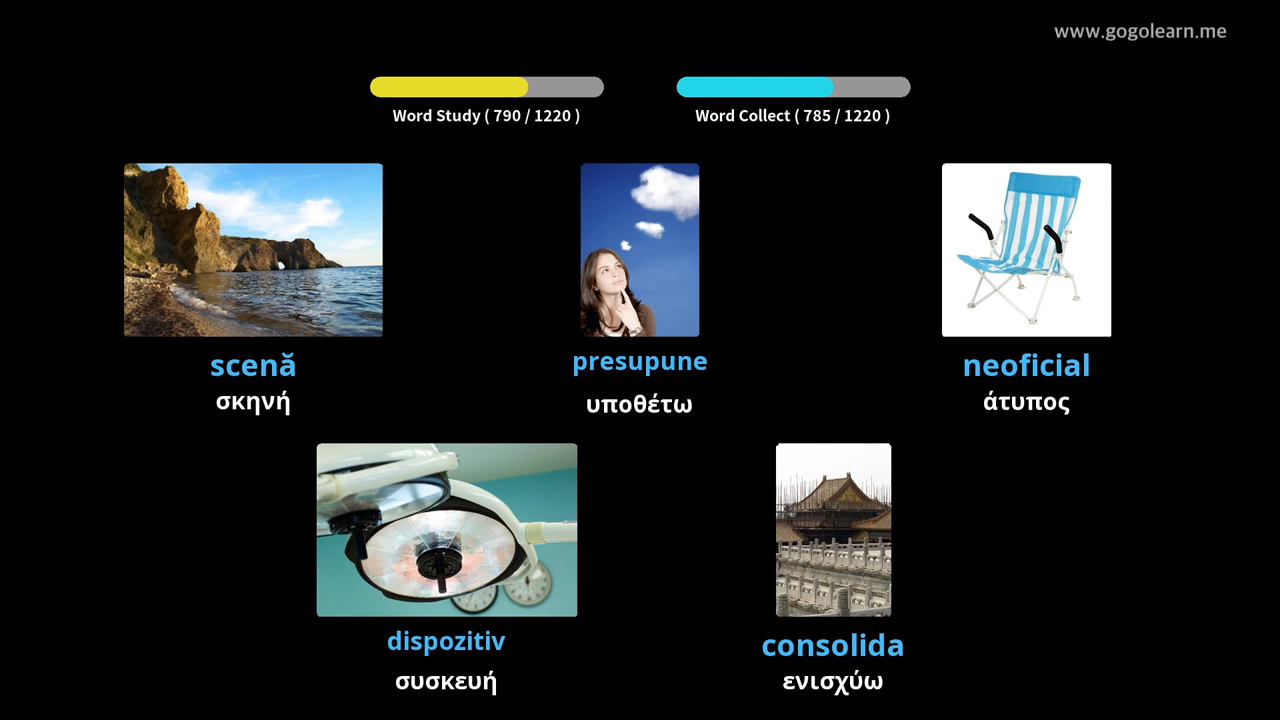 www.gogolearn.me
Word Study ( 790 / 1220 )
Word Collect ( 785 / 1220 )
scenă
σκηνή
presupune
υποθέτω
neoficial
άτυπος
dispozitiv
συσκευή
consolida
ενισχύω